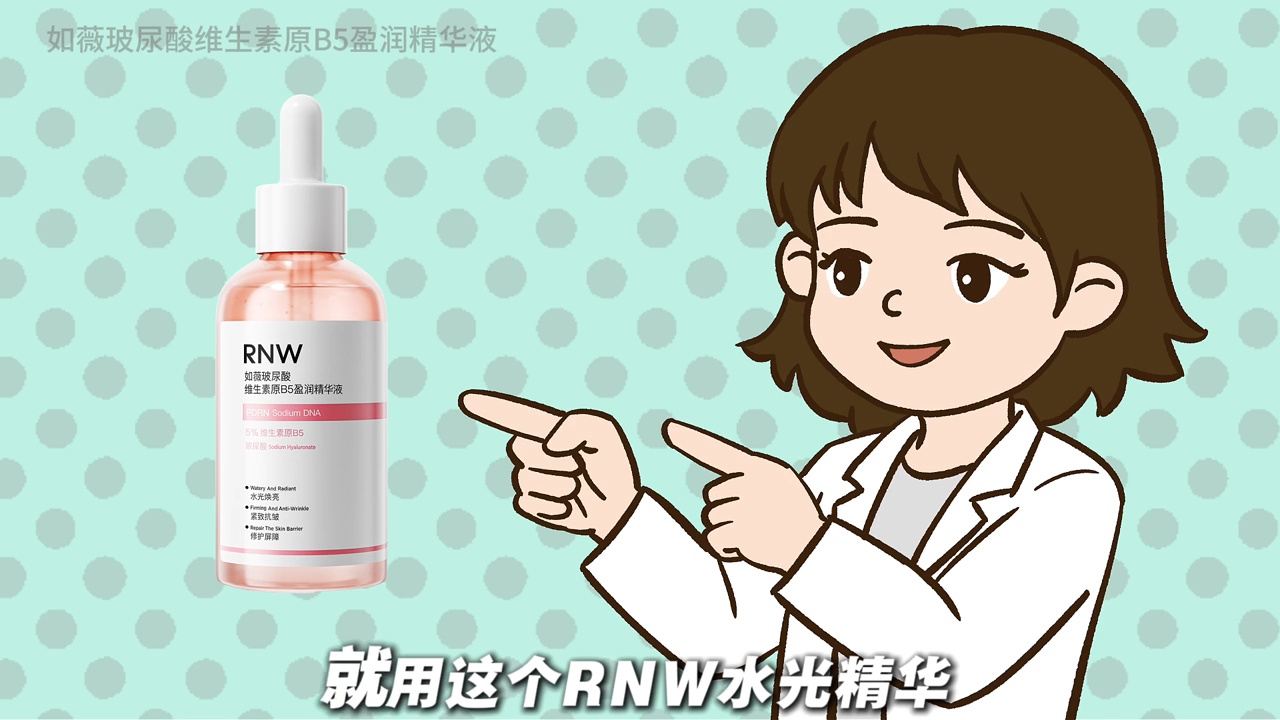 如薇玻尿酸维生素原B5盈润精华液
RNW
如薇玻尿酸
维生素原B5盈润精华液
PDRN Sodium DNA
5% 维生素原B5
玻尿酸 Sodium Hyaluronate
● Watery And Radiant
水光焕亮
● Firming And Anti-Wrinkle
紧致抗皱
● Repair The Skin Barrier
修护屏障
就用这个RNW水光精华